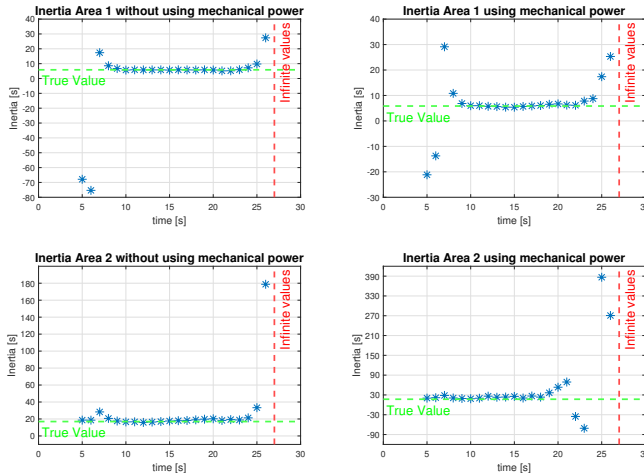 Inertia Area 1 without using mechanical power
Inertia [s]
40
30
20
10
0
-10
-20
-30
-40
-50
-60
-70
-80
0 5 10 15 20 25 30
time [s]
True Value
Infinite values
Inertia Area 1 using mechanical power
Inertia [s]
40
30
20
10
0
-10
-20
-30
0 5 10 15 20 25 30
time [s]
True Value
Infinite values
Inertia Area 2 without using mechanical power
Inertia [s]
180
160
140
120
100
80
60
40
20
0
0 5 10 15 20 25 30
time [s]
True Value
Infinite values
Inertia Area 2 using mechanical power
Inertia [s]
390
330
270
210
150
90
30
-30
-90
0 5 10 15 20 25 30
time [s]
True Value
Infinite values